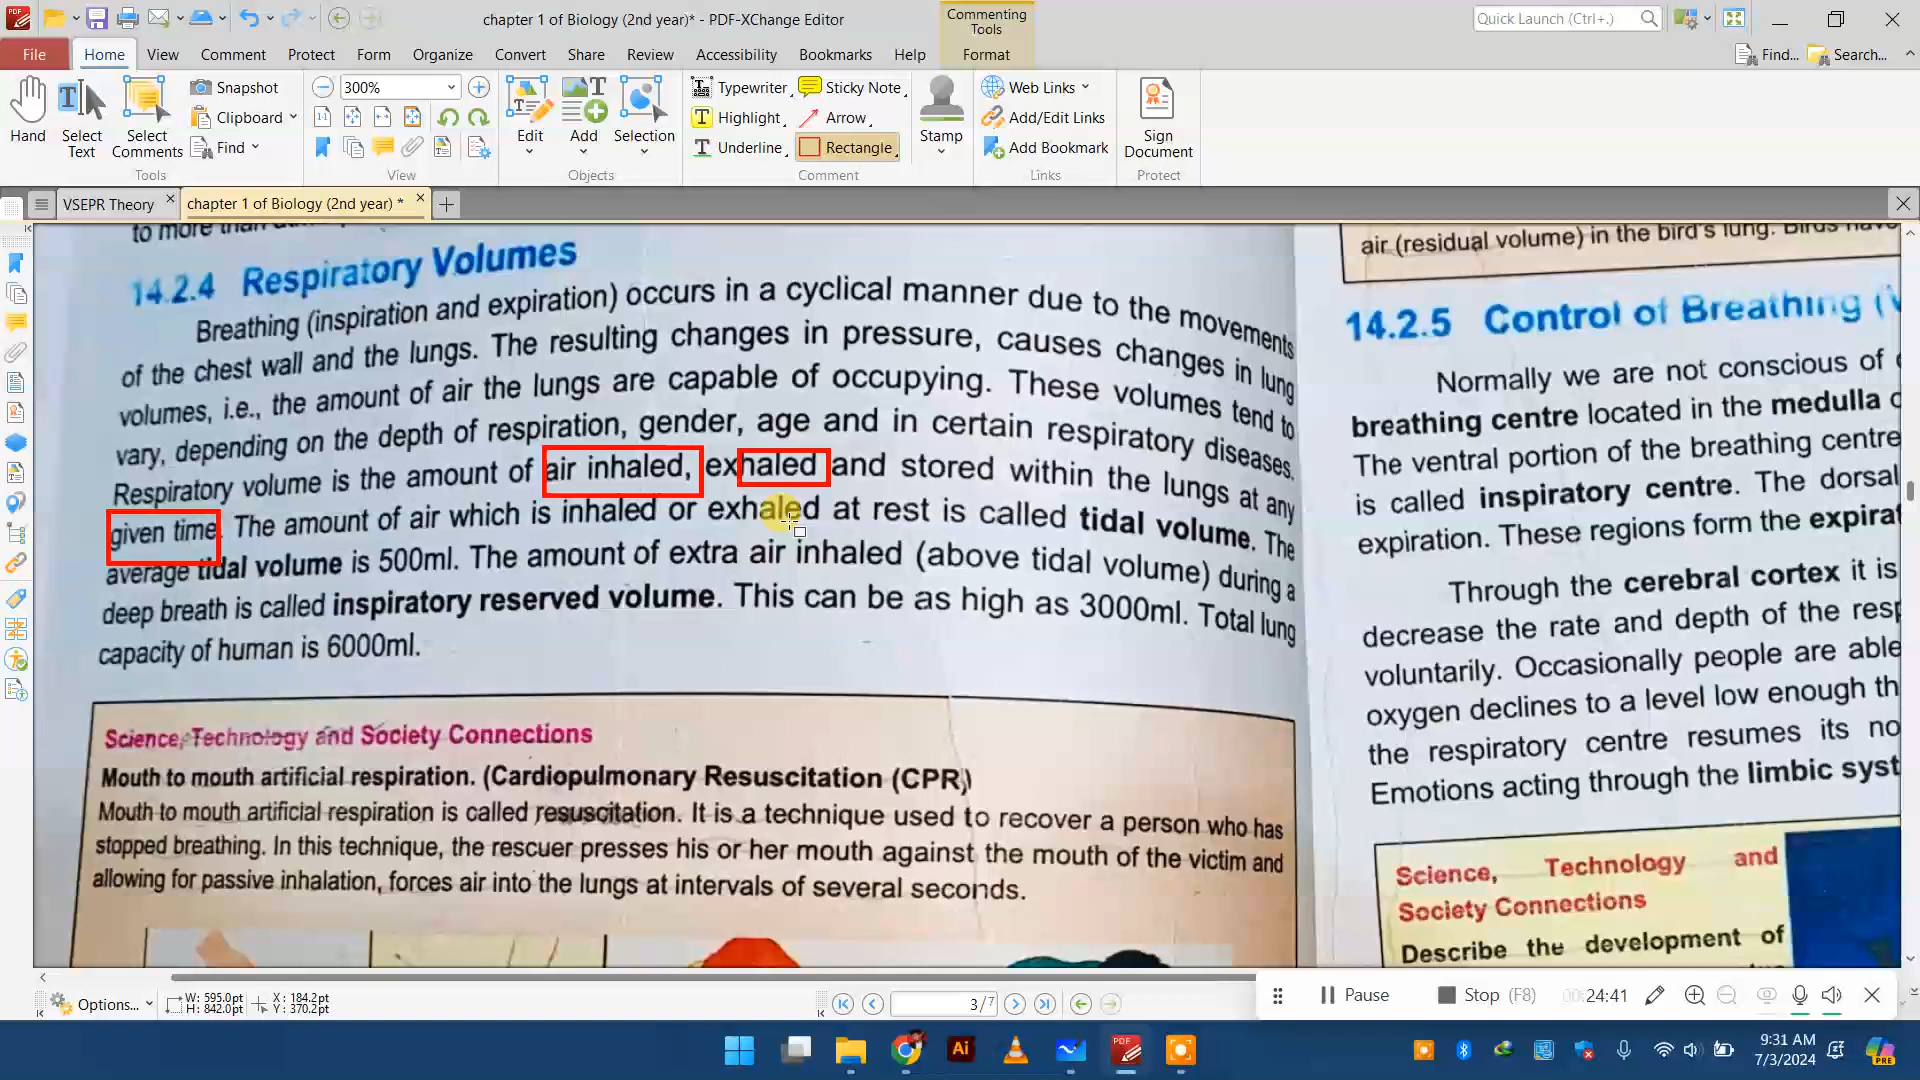 chapter 1 of Biology (2nd year)* - PDF-XChange Editor
Commenting Tools
Quick Launch (Ctrl+.)
File Home View Comment Protect Form Organize Convert Share Review Accessibility Bookmarks Help Format
Find... Search...
Hand
Select Text
Select Comments
Snapshot
Clipboard
Find
Tools
300%
View
Edit
Add
Selection
Objects
Typewriter Sticky Note
Highlight Arrow
Underline Rectangle
Comment
Stamp
Web Links
Add/Edit Links
Add Bookmark
Links
Sign Document
Protect
VSEPR Theory
chapter 1 of Biology (2nd year) *
to more than
14.2.4 Respiratory Volumes
Breathing (inspiration and expiration) occurs in a cyclical manner due to the movements
of the chest wall and the lungs. The resulting changes in pressure, causes changes in lung
volumes, i.e., the amount of air the lungs are capable of occupying. These volumes tend to
vary, depending on the depth of respiration, gender, age and in certain respiratory diseases.
Respiratory volume is the amount of air inhaled, exhaled and stored within the lungs at any
given time. The amount of air which is inhaled or exhaled at rest is called tidal volume. The
average tidal volume is 500ml. The amount of extra air inhaled (above tidal volume) during a
deep breath is called inspiratory reserved volume. This can be as high as 3000ml. Total lung
capacity of human is 6000ml.
Science, Technology and Society Connections
Mouth to mouth artificial respiration. (Cardiopulmonary Resuscitation (CPR)
Mouth to mouth artificial respiration is called resuscitation. It is a technique used to recover a person who has
stopped breathing. In this technique, the rescuer presses his or her mouth against the mouth of the victim and
allowing for passive inhalation, forces air into the lungs at intervals of several seconds.
air (residual volume) in the bird's lung. Birds have
14.2.5 Control of Breathing (
Normally we are not conscious of
breathing centre located in the medulla
The ventral portion of the breathing centre
is called inspiratory centre. The dorsal
expiration. These regions form the expirat
Through the cerebral cortex it is
decrease the rate and depth of the resp
voluntarily. Occasionally people are able
oxygen declines to a level low enough th
the respiratory centre resumes its no
Emotions acting through the limbic syst
Science, Technology and
Society Connections
Describe the development of
Options...
W: 595.0pt
H: 842.0pt
X: 184.2pt
Y: 370.2pt
3/7
Pause Stop (F8) 00:24:41
9:31 AM
7/3/2024